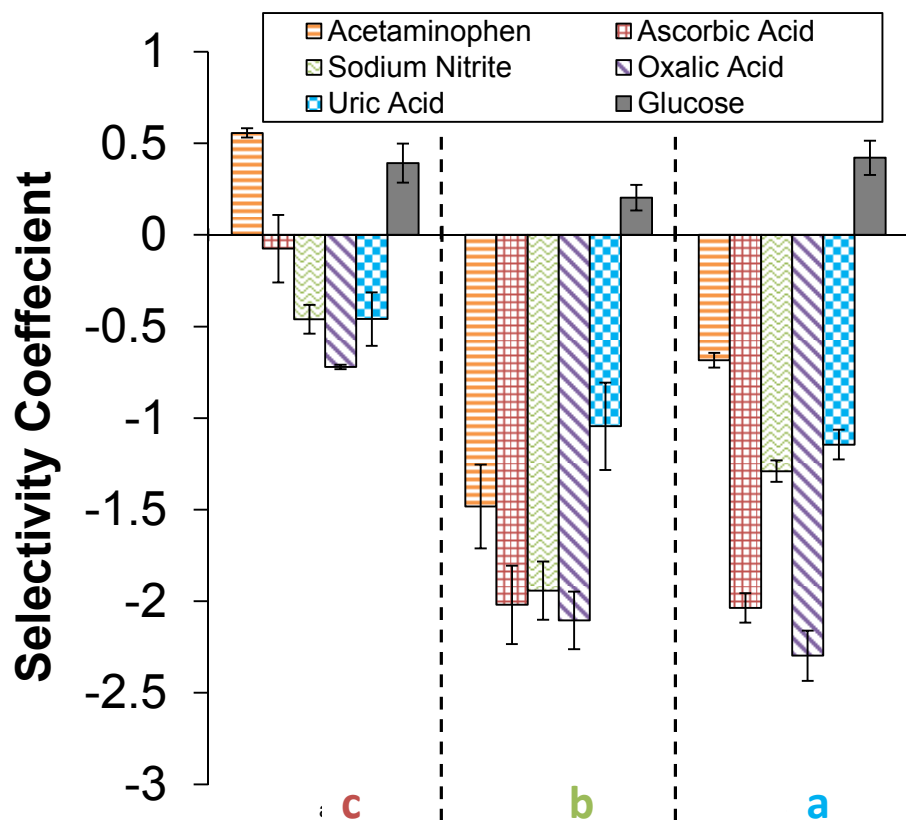 Acetaminophen Ascorbic Acid
Sodium Nitrite Oxalic Acid
Uric Acid Glucose
Selectivity Coeffecient
1
0.5
0
-0.5
-1
-1.5
-2
-2.5
-3
c b a